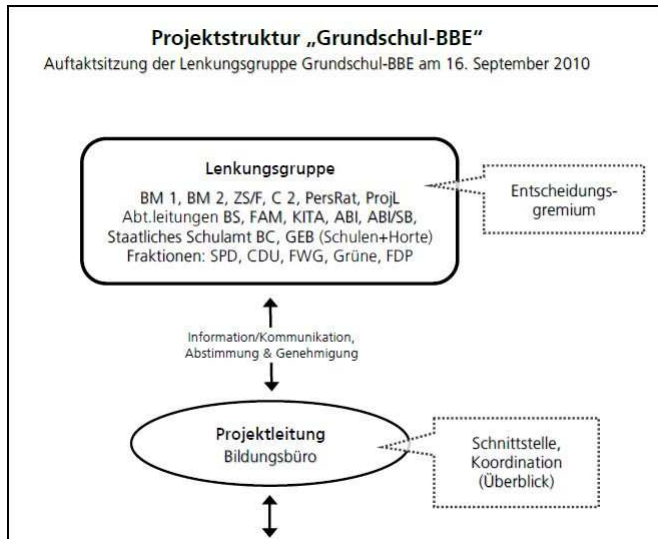 Projektstruktur „Grundschul-BBE“
Auftaktsitzung der Lenkungsgruppe Grundschul-BBE am 16. September 2010
Lenkungsgruppe
BM 1, BM 2, ZS/F, C 2, PersRat, ProjL
Abt.leitungen BS, FAM, KITA, ABI, ABI/SB,
Staatliches Schulamt BC, GEB (Schulen+Horte)
Fraktionen: SPD, CDU, FWG, Grüne, FDP
Entscheidungs-
gremium
Information/Kommunikation,
Abstimmung & Genehmigung
Projektleitung
Bildungsbüro
Schnittstelle,
Koordination
(Überblick)